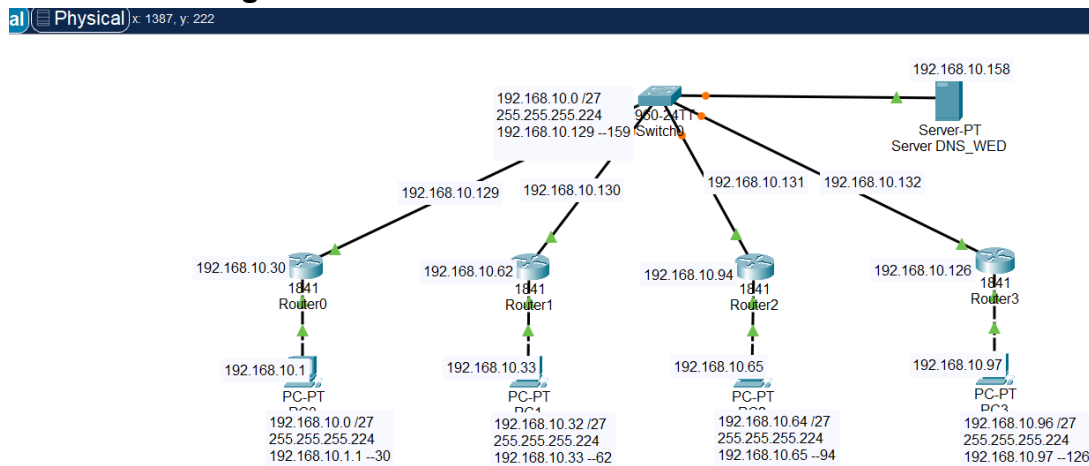 al Physical x: 1387, y: 222
192.168.10.158
192.168.10.0 /27
255.255.255.224
192.168.10.129 --159
960-24TT
Switch0
Server-PT
Server DNS_WED
192.168.10.129
192.168.10.130
192.168.10.131
192.168.10.132
192.168.10.30
1841
Router0
192.168.10.62
1841
Router1
192.168.10.94
1841
Router2
192.168.10.126
1841
Router3
192.168.10.1
PC-PT
PC0
192.168.10.33
PC-PT
PC1
192.168.10.65
PC-PT
PC2
192.168.10.97
PC-PT
PC3
192.168.10.0 /27
255.255.255.224
192.168.10.1.1 --30
192.168.10.32 /27
255.255.255.224
192.168.10.33 --62
192.168.10.64 /27
255.255.255.224
192.168.10.65 --94
192.168.10.96 /27
255.255.255.224
192.168.10.97 --126